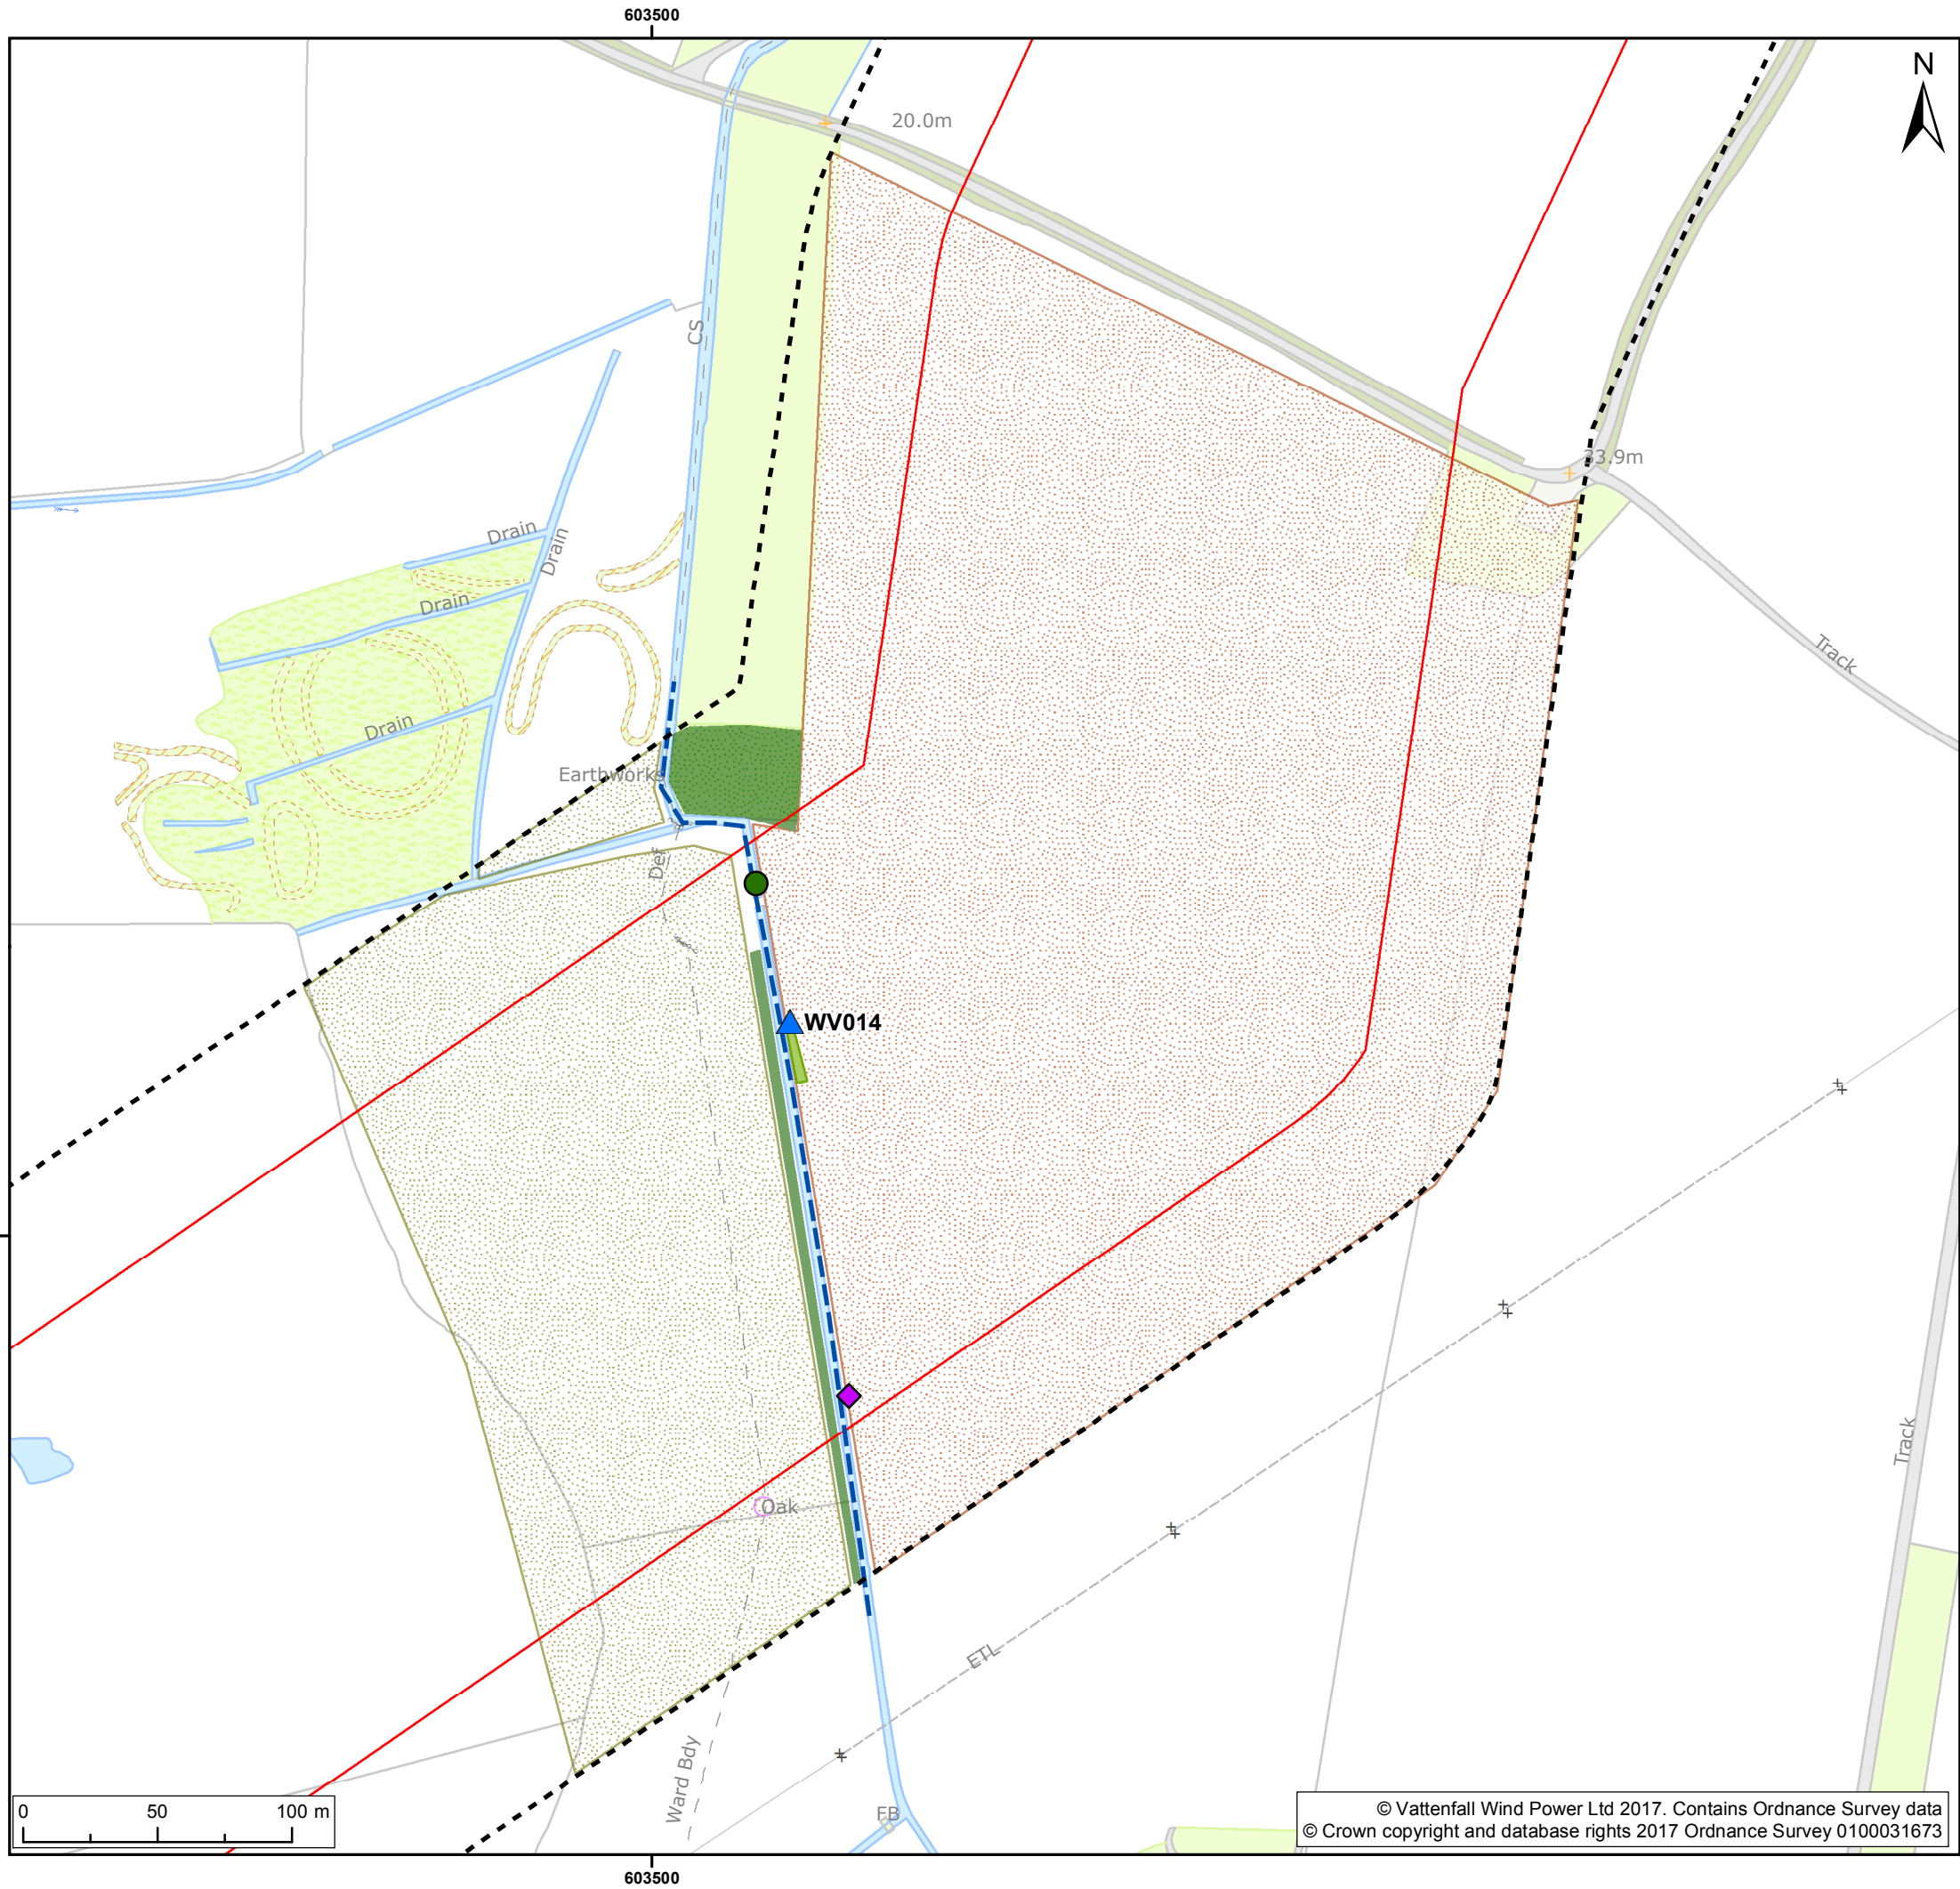 603500
N
20.0m
CS
33.9m
Drain
Drain
Drain
Track
Drain
Earthworks
Def
WV014
Track
Oak
ETL
Ward Bdy
FB
0 50 100 m
© Vattenfall Wind Power Ltd 2017. Contains Ordnance Survey data
© Crown copyright and database rights 2017 Ordnance Survey 0100031673
603500